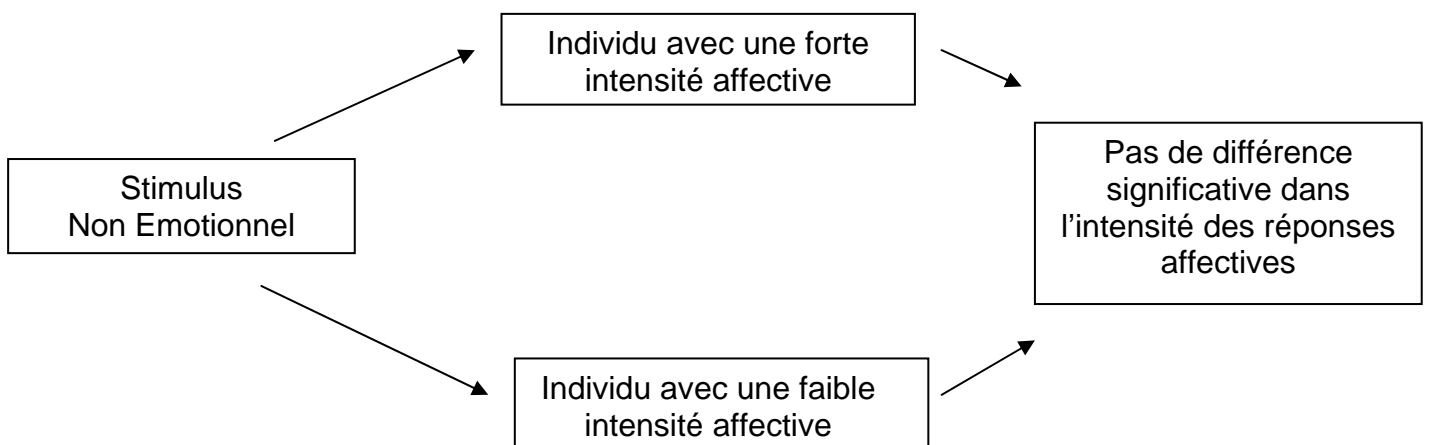 Individu avec une forte
intensité affective
Stimulus
Non Emotionnel
Pas de différence
significative dans
l’intensité des réponses
affectives
Individu avec une faible
intensité affective